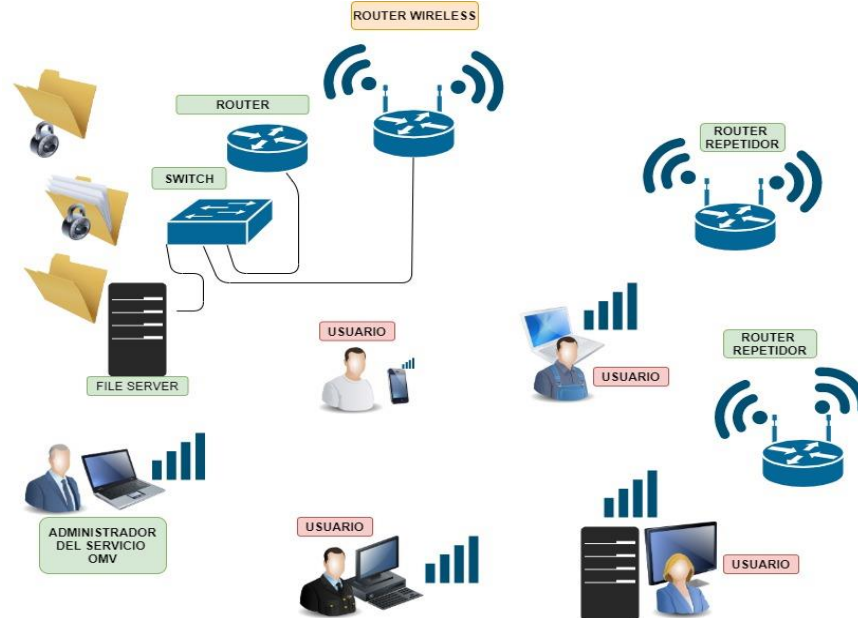 ROUTER WIRELESS
ROUTER
ROUTER
REPETIDOR
SWITCH
USUARIO
ROUTER
REPETIDOR
USUARIO
FILE SERVER
ADMINISTRADOR
DEL SERVICIO
OMV
USUARIO
USUARIO